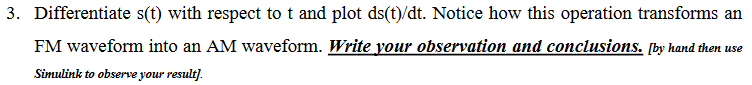 3. Differentiate s(t) with respect to t and plot ds(t)/dt. Notice how this operation transforms an
FM waveform into an AM waveform. Write your observation and conclusions. [by hand then use
Simulink to observe your result].